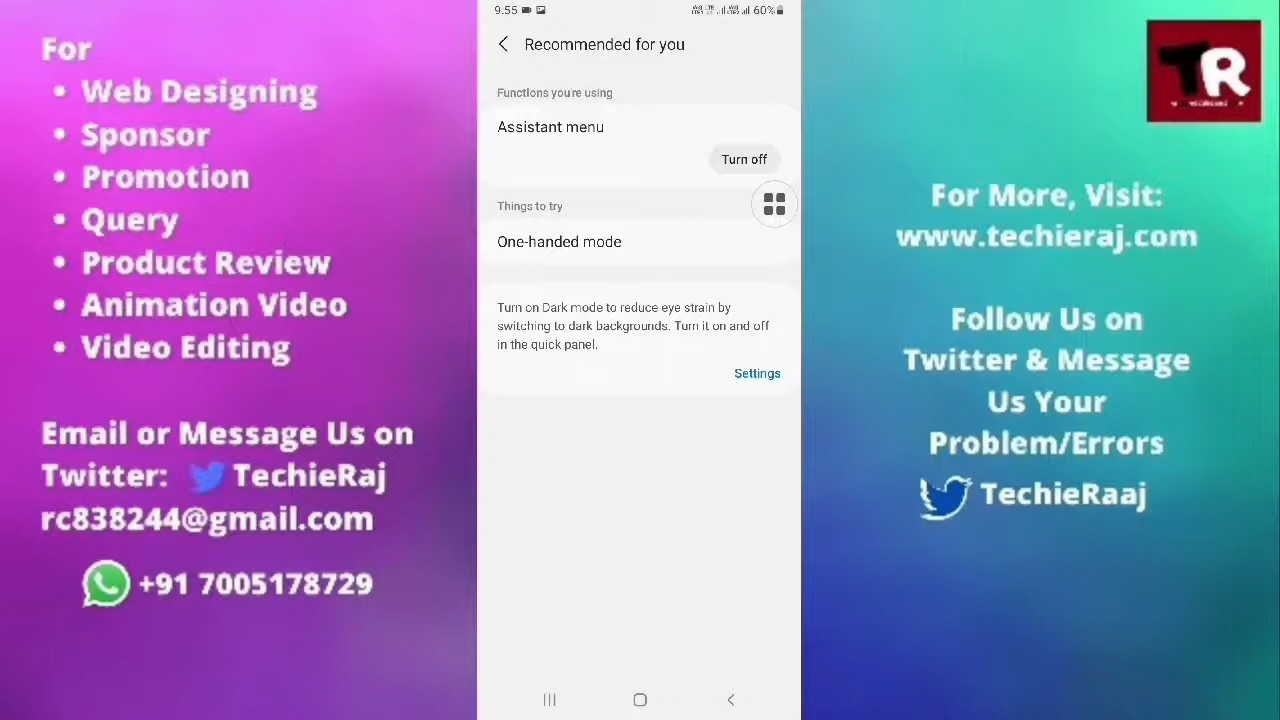 For
• Web Designing
• Sponsor
• Promotion
• Query
• Product Review
• Animation Video
• Video Editing
Email or Message Us on
Twitter: TechieRaj
rc838244@gmail.com
+91 7005178729
9:55
60%
Recommended for you
Functions you're using
Assistant menu
Turn off
Things to try
One-handed mode
Turn on Dark mode to reduce eye strain by
switching to dark backgrounds. Turn it on and off
in the quick panel.
Settings
TR
For More, Visit:
www.techieraj.com
Follow Us on
Twitter & Message
Us Your
Problem/Errors
TechieRaaj